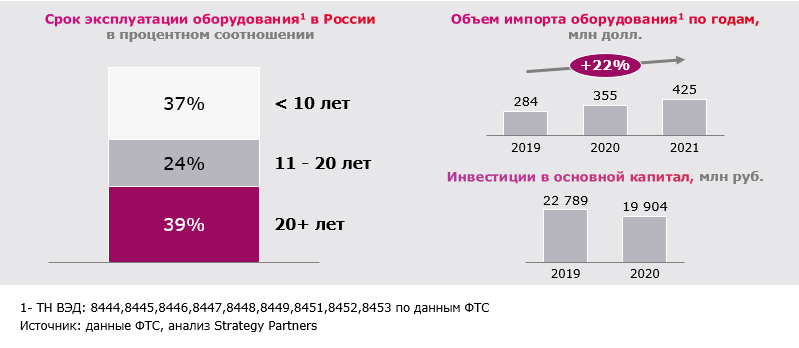 Срок эксплуатации оборудования¹ в России
в процентном соотношении
37%
< 10 лет
24%
11 - 20 лет
39%
20+ лет
Объем импорта оборудования¹ по годам,
млн долл.
+22%
284
355
425
2019
2020
2021
Инвестиции в основной капитал, млн руб.
22 789
19 904
2019
2020
1- ТН ВЭД: 8444,8445,8446,8447,8448,8449,8451,8452,8453 по данным ФТС
Источник: данные ФТС, анализ Strategy Partners